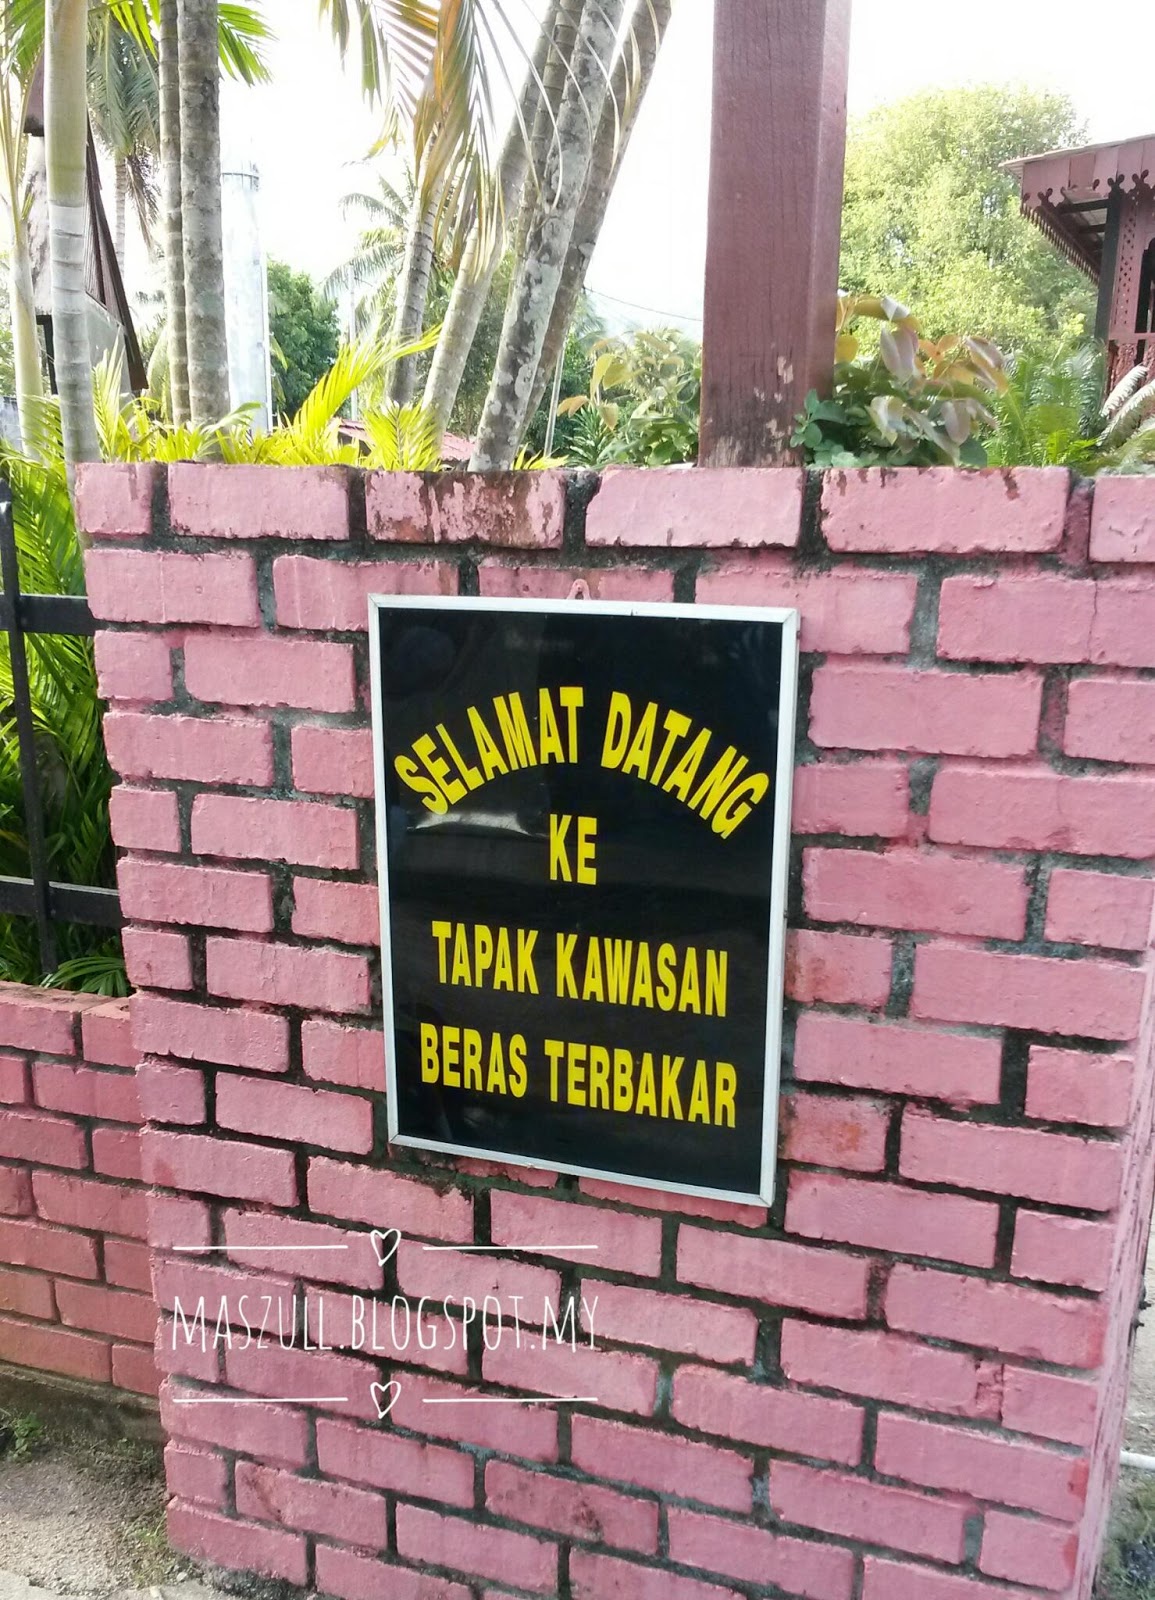 SELAMAT DATANG
KE
TAPAK KAWASAN
BERAS TERBAKAR
MASZULL.BLOGSPOT.MY